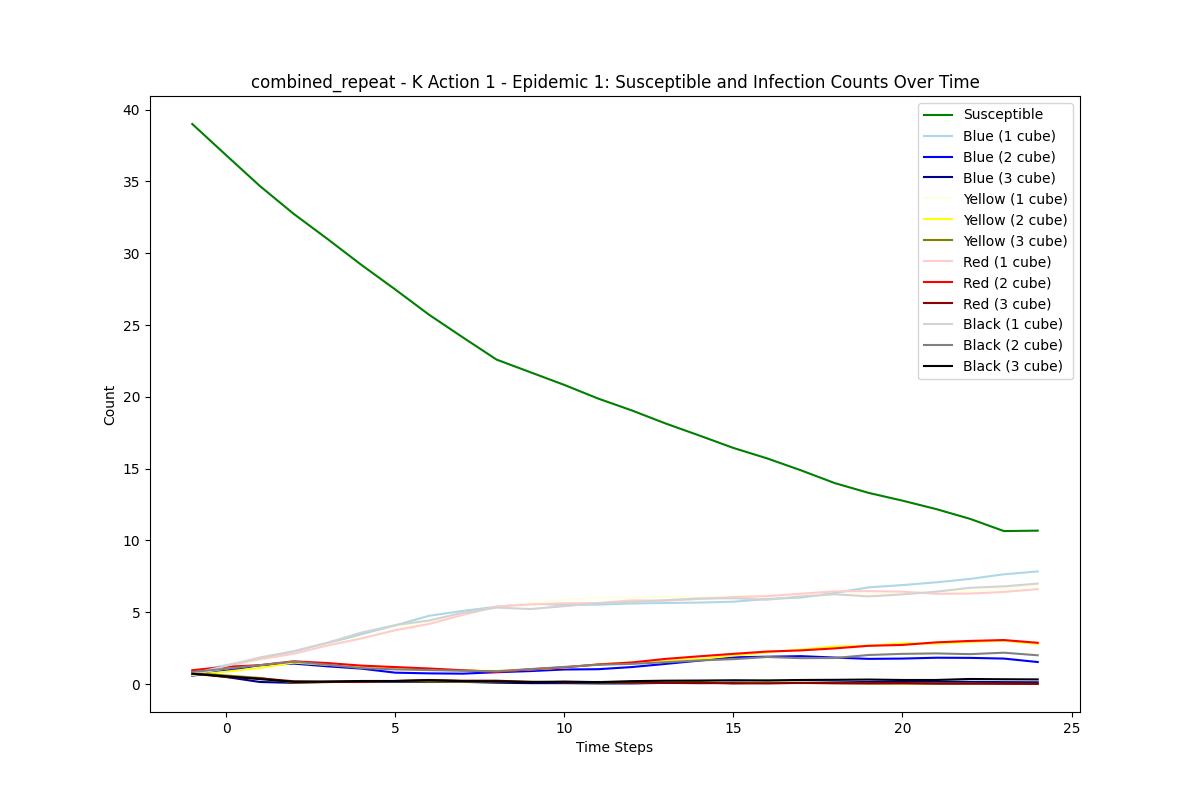 combined_repeat - K Action 1 - Epidemic 1: Susceptible and Infection Counts Over Time
Count
40
35
30
25
20
15
10
5
0
Susceptible
Blue (1 cube)
Blue (2 cube)
Blue (3 cube)
Yellow (1 cube)
Yellow (2 cube)
Yellow (3 cube)
Red (1 cube)
Red (2 cube)
Red (3 cube)
Black (1 cube)
Black (2 cube)
Black (3 cube)
0 5 10 15 20 25
Time Steps